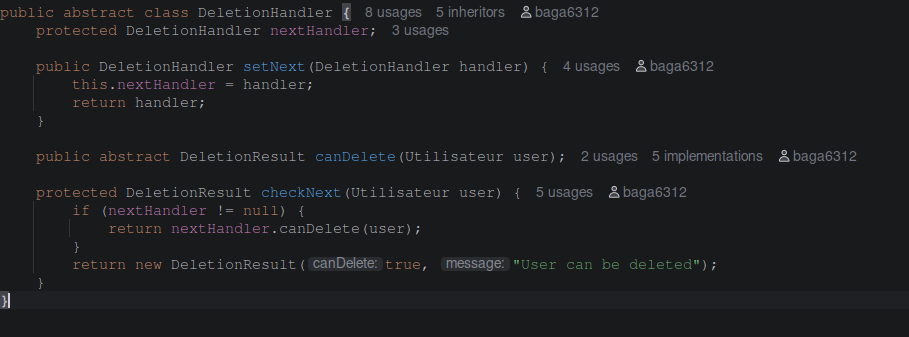 public abstract class DeletionHandler { 8 usages 5 inheritors baga6312
protected DeletionHandler nextHandler; 3 usages
public DeletionHandler setNext(DeletionHandler handler) { 4 usages baga6312
this.nextHandler = handler;
return handler;
}
public abstract DeletionResult canDelete(Utilisateur user); 2 usages 5 implementations baga6312
protected DeletionResult checkNext(Utilisateur user) { 5 usages baga6312
if (nextHandler != null) {
return nextHandler.canDelete(user);
}
return new DeletionResult( canDelete: true, message: "User can be deleted");
}
}